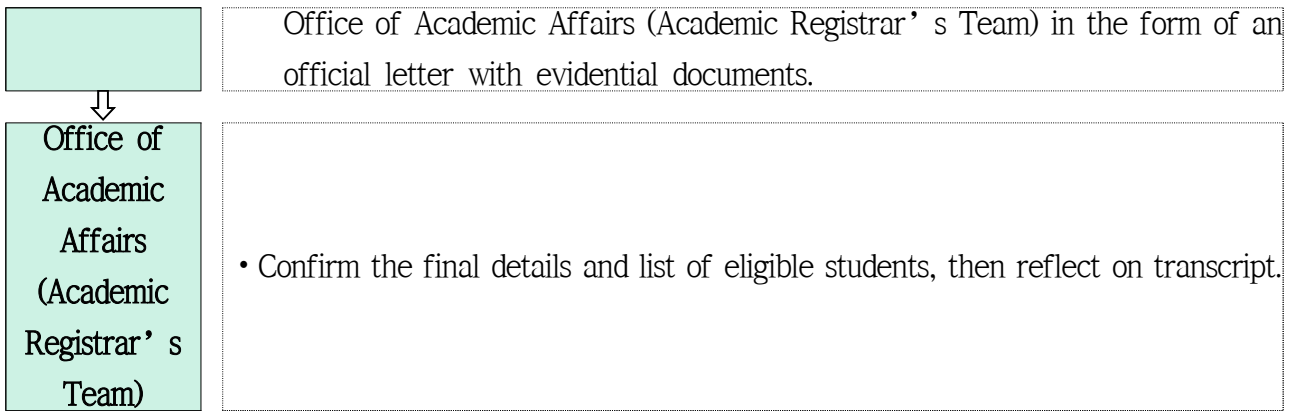 Office of Academic Affairs (Academic Registrar’s Team) in the form of an
official letter with evidential documents.
Office of
Academic
Affairs
(Academic
Registrar’s
Team)
• Confirm the final details and list of eligible students, then reflect on transcript.